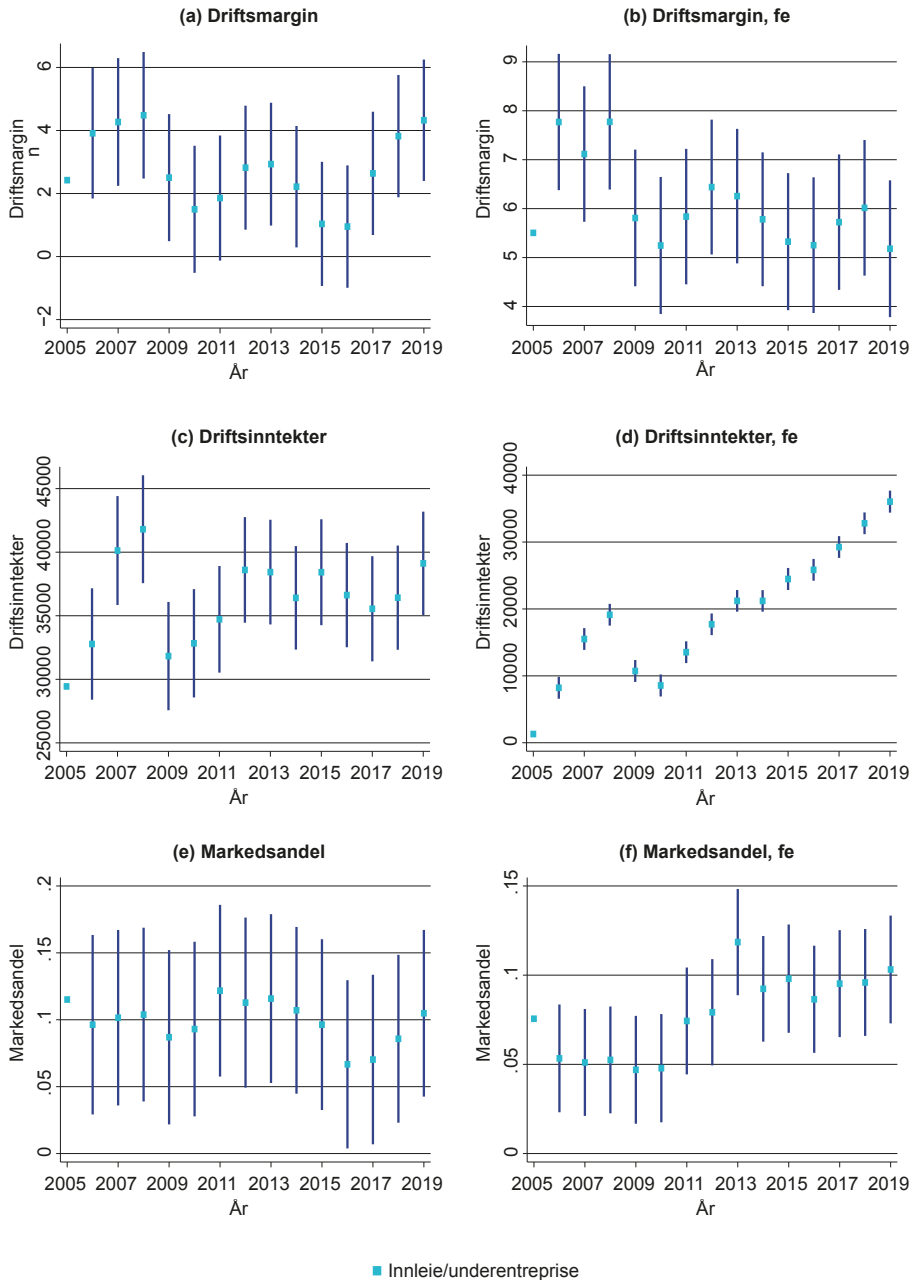 (a) Driftsmargin
Driftsmargin
n
6
4
2
0
−2
2005 2007 2009 2011 2013 2015 2017 2019
År
(b) Driftsmargin, fe
Driftsmargin
9
8
7
6
5
4
2005 2007 2009 2011 2013 2015 2017 2019
År
(c) Driftsinntekter
Driftsinntekter
45000
40000
35000
30000
25000
2005 2007 2009 2011 2013 2015 2017 2019
År
(d) Driftsinntekter, fe
Driftsinntekter
40000
30000
20000
10000
0
2005 2007 2009 2011 2013 2015 2017 2019
År
(e) Markedsandel
Markedsandel
.2
.15
.1
.05
0
2005 2007 2009 2011 2013 2015 2017 2019
År
(f) Markedsandel, fe
Markedsandel
.15
.1
.05
0
2005 2007 2009 2011 2013 2015 2017 2019
År
Innleie/underentreprise